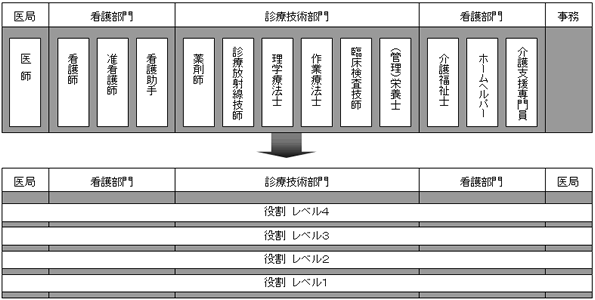 医局 看護部門 診療技術部門 看護部門 事務
医師
看護師
准看護師
看護助手
薬剤師
診療放射線技師
理学療法士
作業療法士
臨床検査技師
(管理)栄養士
介護福祉士
ホームヘルパー
介護支援専門員
医局 看護部門 診療技術部門 看護部門 医局
役割 レベル4
役割 レベル3
役割 レベル2
役割 レベル1